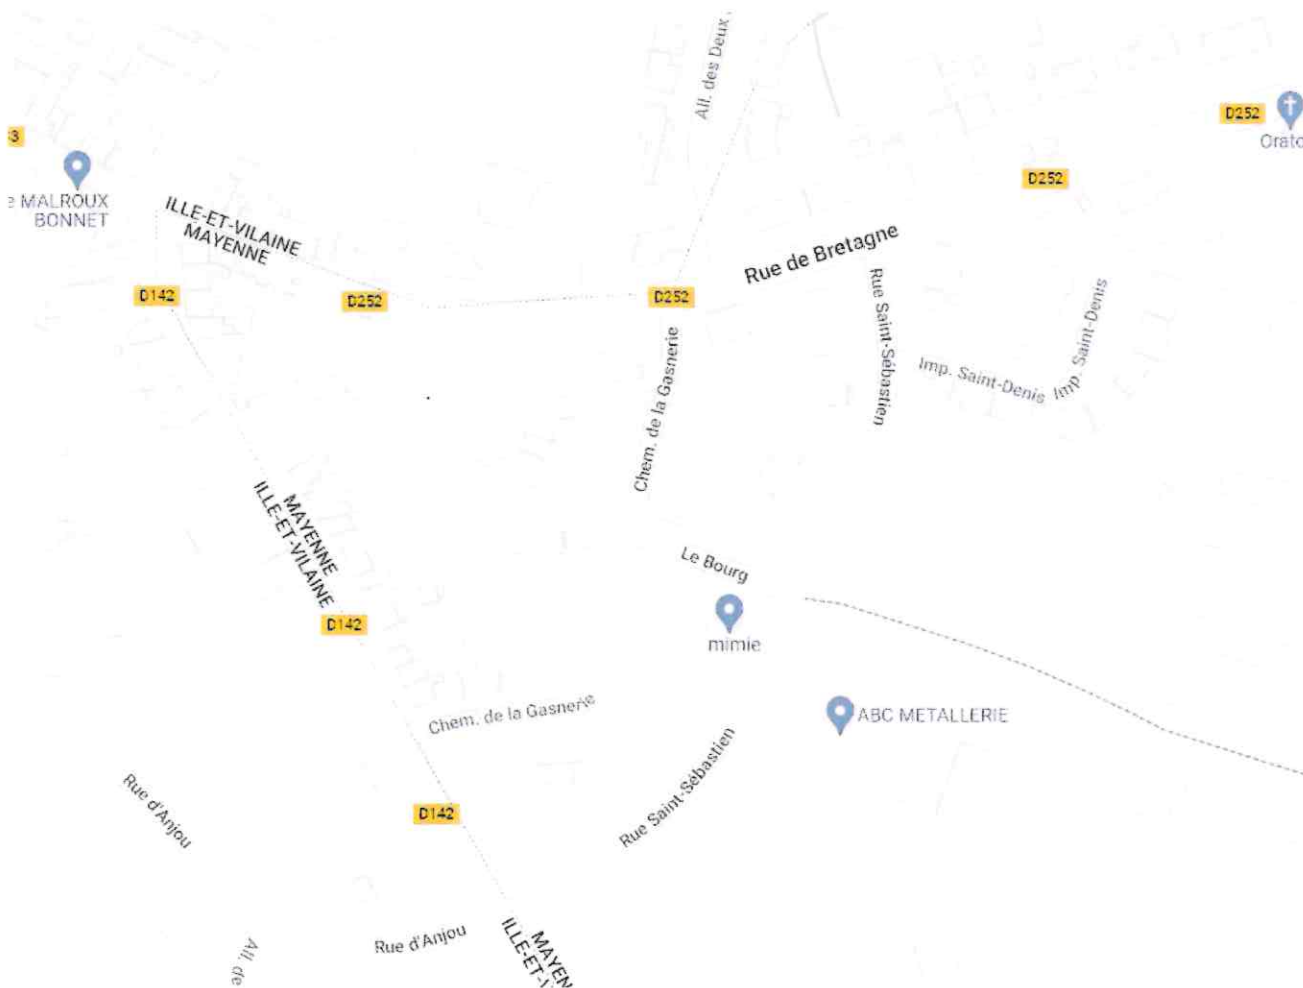 All. des Deux
D252
Orato
3
D252
e MALROUX
BONNET
ILLE-ET-VILAINE
MAYENNE
Rue de Bretagne
D142
D252
D252
Rue Saint-Sébastien
Imp. Saint-Denis
Imp. Saint-Denis
Chem. de la Gasnerie
MAYENNE
ILLE-ET-VILAINE
Le Bourg
D142
mimie
Chem. de la Gasnerie
ABC METALLERIE
Rue Saint-Sébastien
Rue d'Anjou
D142
Rue d'Anjou
All. de
MAYEN
ILLE-ET-V